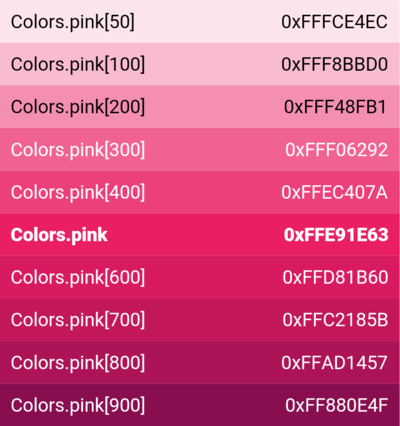 Colors.pink[50] 0xFFFCE4EC
Colors.pink[100] 0xFFF8BBD0
Colors.pink[200] 0xFFF48FB1
Colors.pink[300] 0xFFF06292
Colors.pink[400] 0xFFEC407A
Colors.pink 0xFFE91E63
Colors.pink[600] 0xFFD81B60
Colors.pink[700] 0xFFC2185B
Colors.pink[800] 0xFFAD1457
Colors.pink[900] 0xFF880E4F